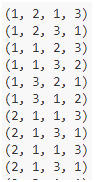 (1, 2, 1, 3)
(1, 2, 3, 1)
(1, 1, 2, 3)
(1, 1, 3, 2)
(1, 3, 2, 1)
(1, 3, 1, 2)
(2, 1, 1, 3)
(2, 1, 3, 1)
(2, 1, 1, 3)
(2, 1, 3, 1)